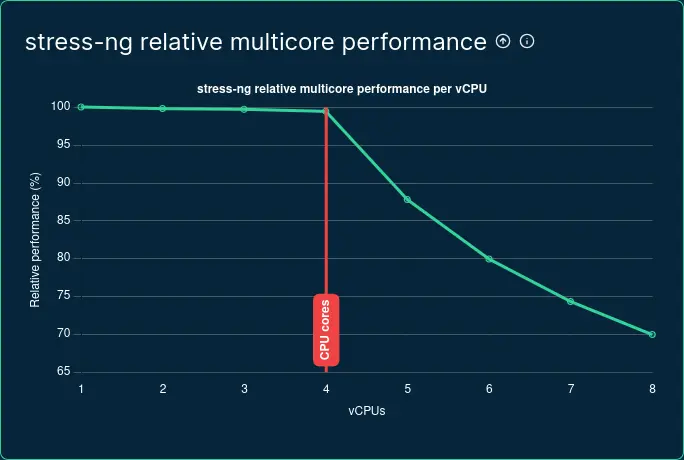 stress-ng relative multicore performance
stress-ng relative multicore performance per vCPU
Relative performance (%)
100
95
90
85
80
75
70
65
CPU cores
1 2 3 4 5 6 7 8
vCPUs